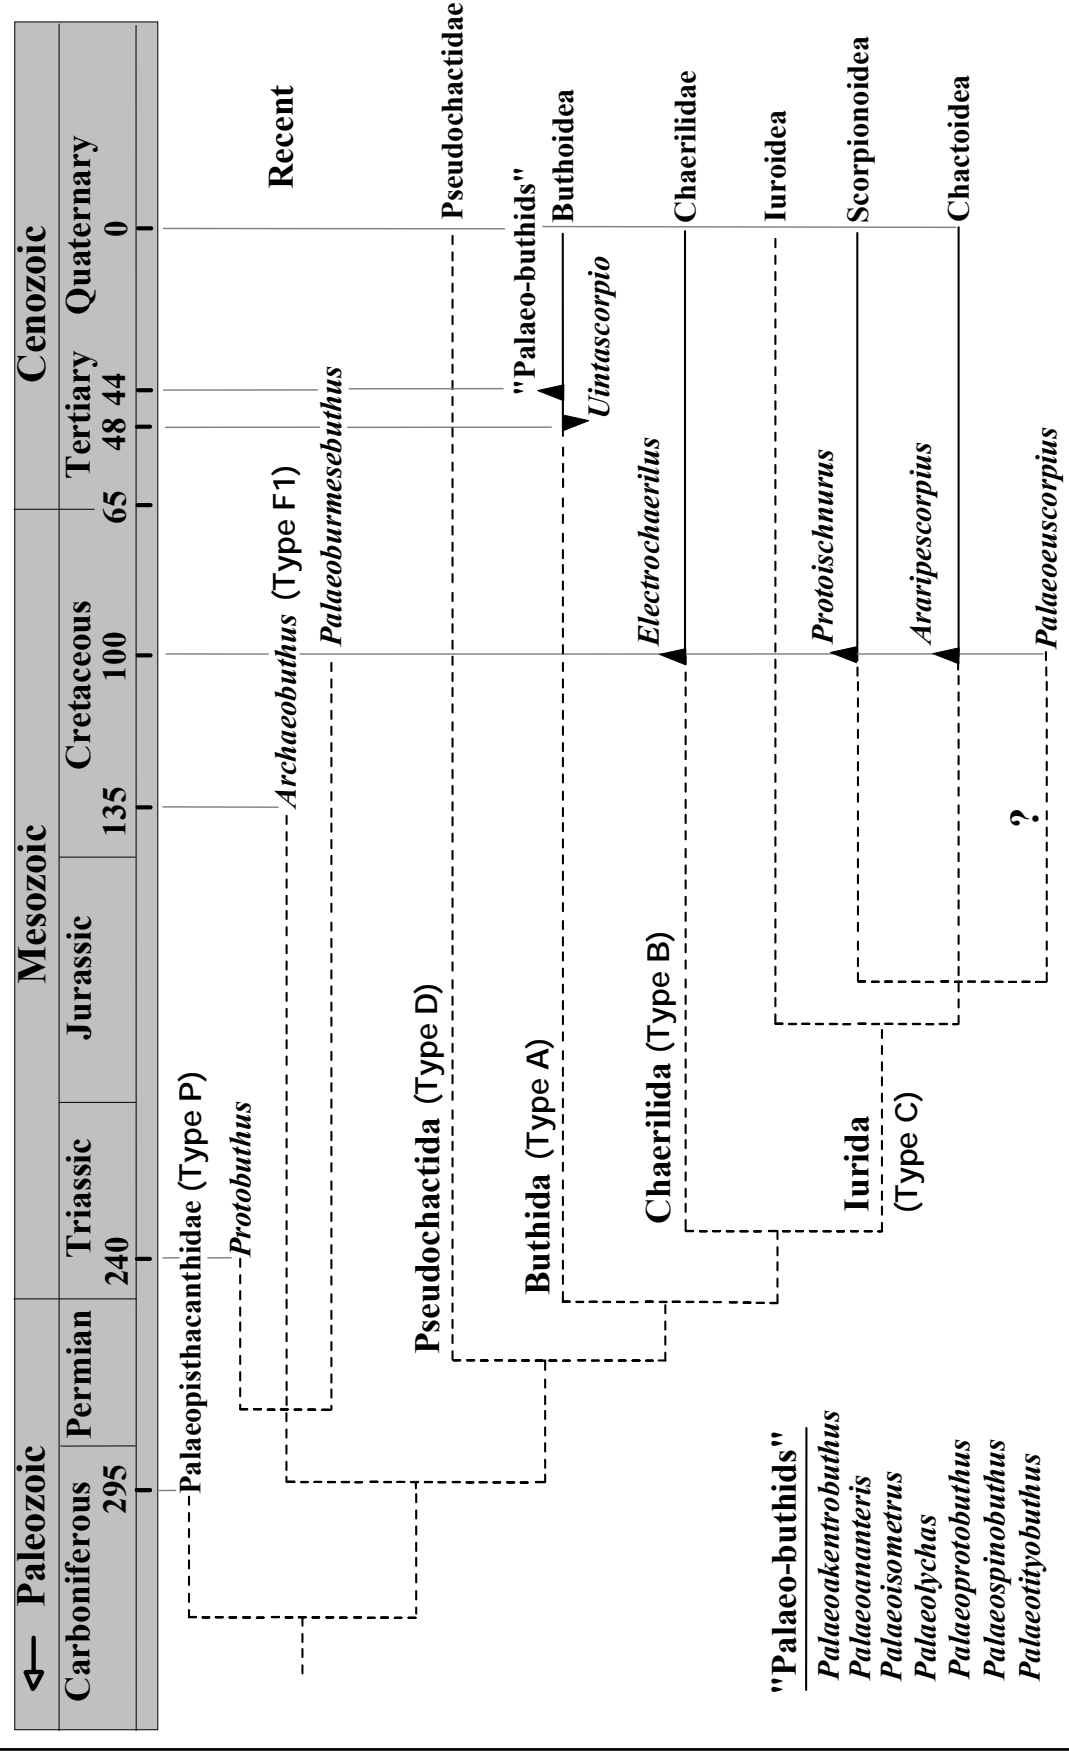 ← Paleozoic Mesozoic Cenozoic
Carboniferous Permian Triassic Jurassic Cretaceous Tertiary Quaternary
295 240 135 100 65 48 44 0
Palaeopisthacanthidae (Type P)
Protobuthus
Archaeobuthus (Type F1)
Recent
Palaeoburmesebuthus
Pseudochactida (Type D)
Pseudochactidae
"Palaeo-buthids"
Buthida (Type A)
Buthoidea
Uintascorpio
Electrochaerilus
Chaerilida (Type B)
Chaerilidae
Iuroidea
Protoischnurus
Iurida
(Type C)
Scorpionoidea
Araripescorpius
Chactoidea
?
Palaeoeuscorpius
"Palaeo-buthids"
Palaeoakentrobuthus
Palaeoananteris
Palaeoisometrus
Palaeolychas
Palaeoprotobuthus
Palaeospinobuthus
Palaeotityobuthus